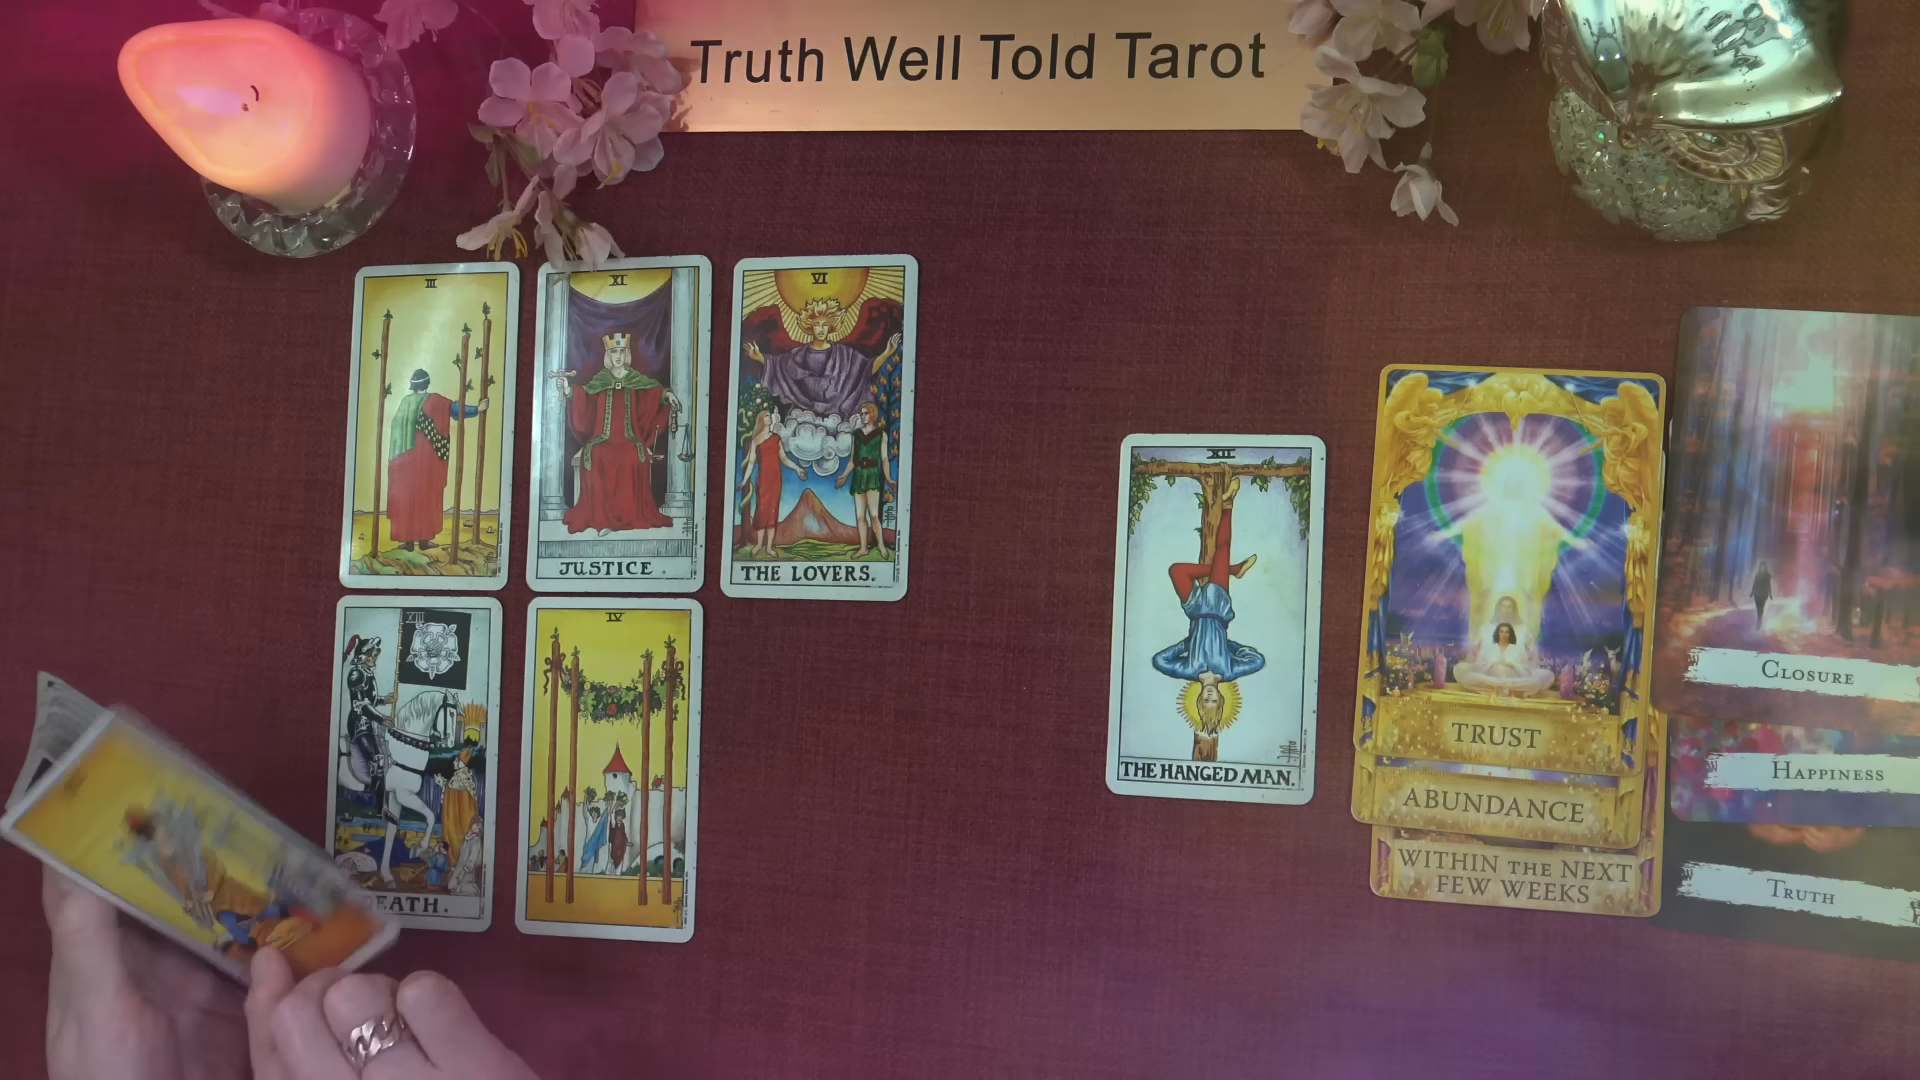 Truth Well Told Tarot
III
XI
JUSTICE.
VI
THE LOVERS.
XIII
DEATH.
IV
XII
THE HANGED MAN.
TRUST
ABUNDANCE
WITHIN THE NEXT
FEW WEEKS
CLOSURE
HAPPINESS
TRUTH